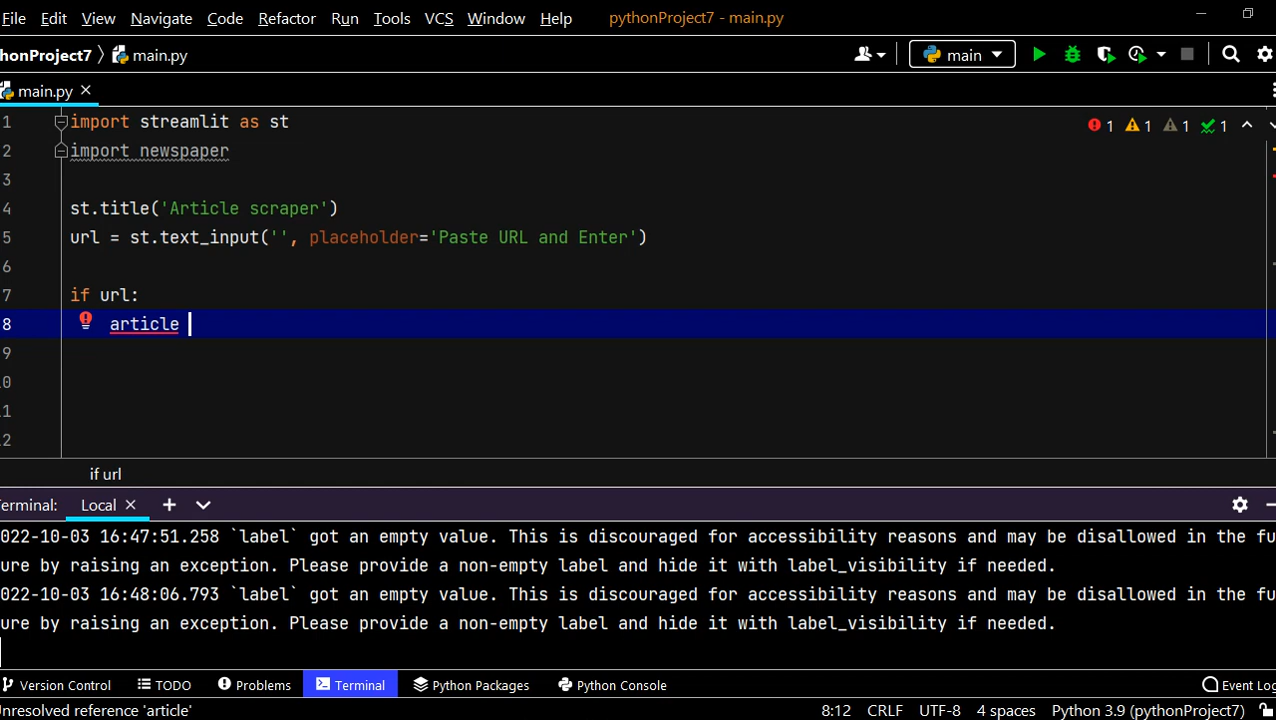 File Edit View Navigate Code Refactor Run Tools VCS Window Help pythonProject7 - main.py
honProject7 main.py main
main.py
1 import streamlit as st 1 1 1 1
2 import newspaper
3
4 st.title('Article scraper')
5 url = st.text_input('', placeholder='Paste URL and Enter')
6
7 if url:
8 article
9
0
1
2
if url
erminal: Local
022-10-03 16:47:51.258 `label` got an empty value. This is discouraged for accessibility reasons and may be disallowed in the fu
ure by raising an exception. Please provide a non-empty label and hide it with label_visibility if needed.
022-10-03 16:48:06.793 `label` got an empty value. This is discouraged for accessibility reasons and may be disallowed in the fu
ure by raising an exception. Please provide a non-empty label and hide it with label_visibility if needed.
Version Control TODO Problems Terminal Python Packages Python Console Event Log
Unresolved reference 'article' 8:12 CRLF UTF-8 4 spaces Python 3.9 (pythonProject7)